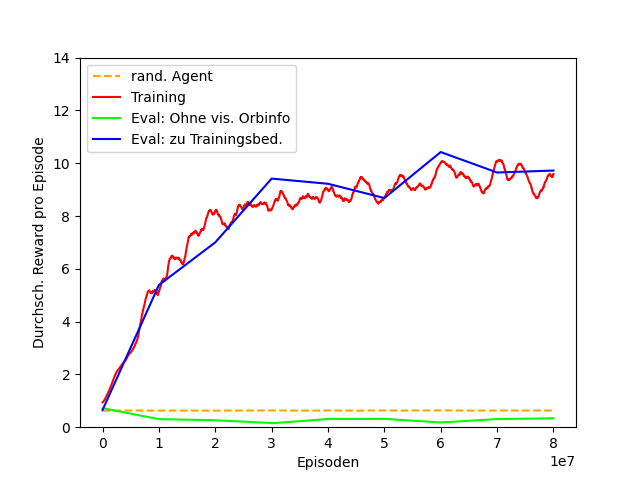 14
12
10
8
6
4
2
0
Durchsch. Reward pro Episode
rand. Agent
Training
Eval: Ohne vis. Orbinfo
Eval: zu Trainingsbed.
0 1 2 3 4 5 6 7 8
Episoden
1e7